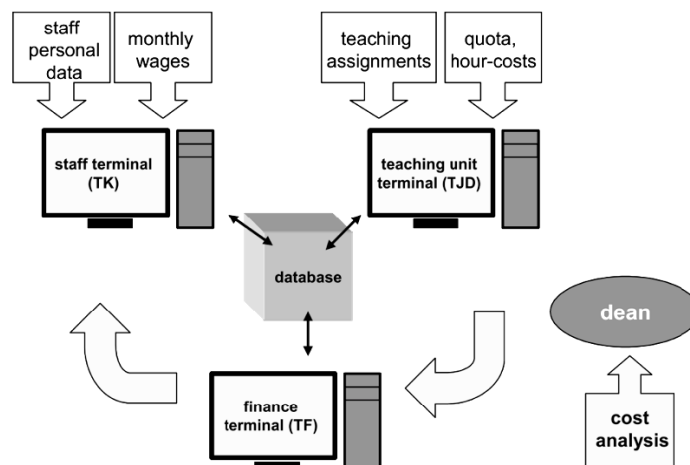 staff
personal
data
monthly
wages
teaching
assignments
quota,
hour-costs
staff terminal
(TK)
teaching unit
terminal (TJD)
database
dean
finance
terminal (TF)
cost
analysis